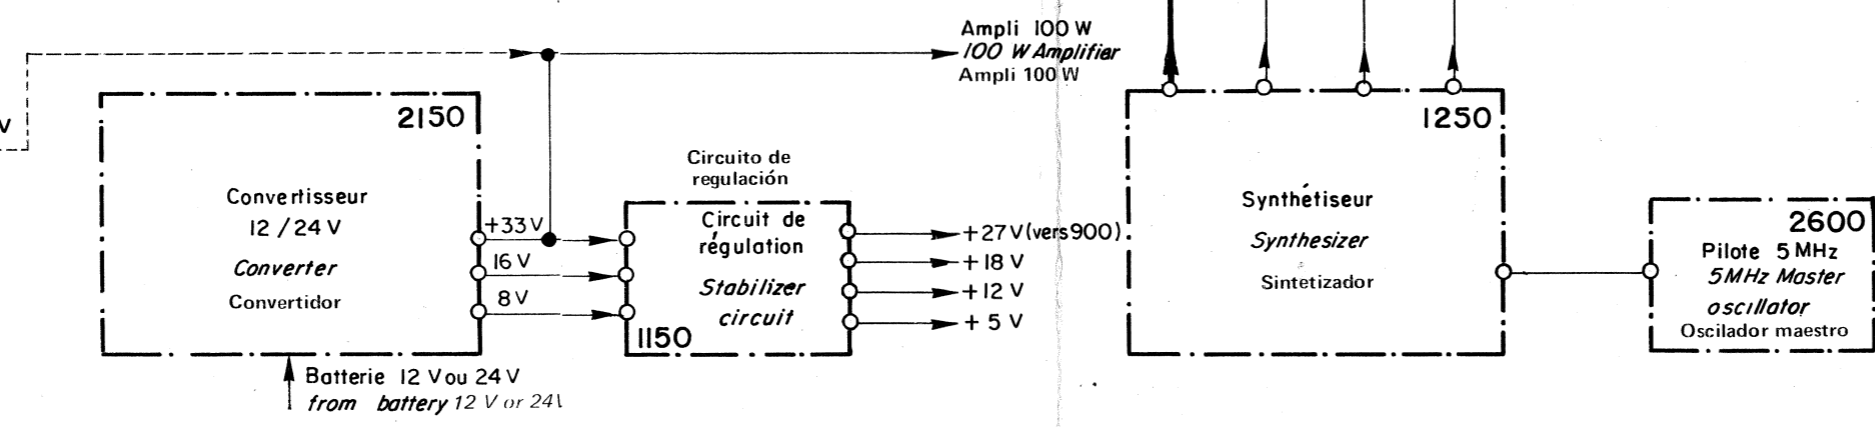 Ampli 100 W
100 W Amplifier
Ampli 100 W
V
2150
Convertisseur
12 / 24 V
Converter
Convertidor
+33 V
16 V
8 V
Batterie 12 V ou 24 V
from battery 12 V or 24
Circuito de
regulación
Circuit de
régulation
Stabilizer
circuit
1150
+27 V (vers 900)
+ 18 V
+ 12 V
+ 5 V
1250
Synthétiseur
Synthesizer
Sintetizador
2600
Pilote 5 MHz
5 MHz Master
oscillator
Oscilador maestro